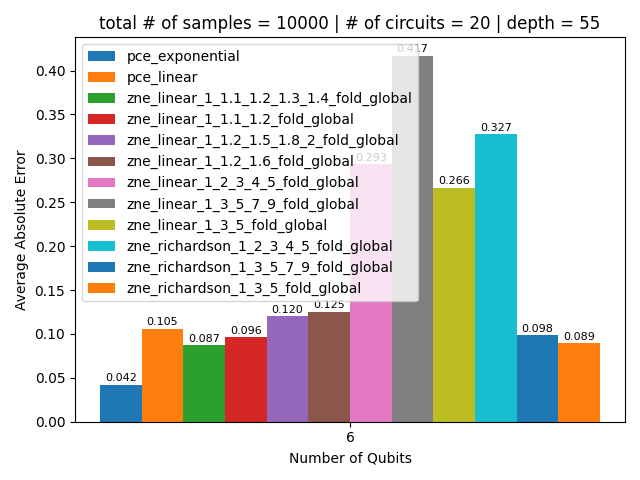 total # of samples = 10000 | # of circuits = 20 | depth = 55
pce_exponential
pce_linear
zne_linear_1_1.1_1.2_1.3_1.4_fold_global
zne_linear_1_1.1_1.2_fold_global
zne_linear_1_1.2_1.5_1.8_2_fold_global
zne_linear_1_1.2_1.6_fold_global
zne_linear_1_2_3_4_5_fold_global
zne_linear_1_3_5_7_9_fold_global
zne_linear_1_3_5_fold_global
zne_richardson_1_2_3_4_5_fold_global
zne_richardson_1_3_5_7_9_fold_global
zne_richardson_1_3_5_fold_global
Average Absolute Error
0.40
0.35
0.30
0.25
0.20
0.15
0.10
0.05
0.00
0.042
0.105
0.087
0.096
0.120
0.125
0.293
0.417
0.266
0.327
0.098
0.089
6
Number of Qubits